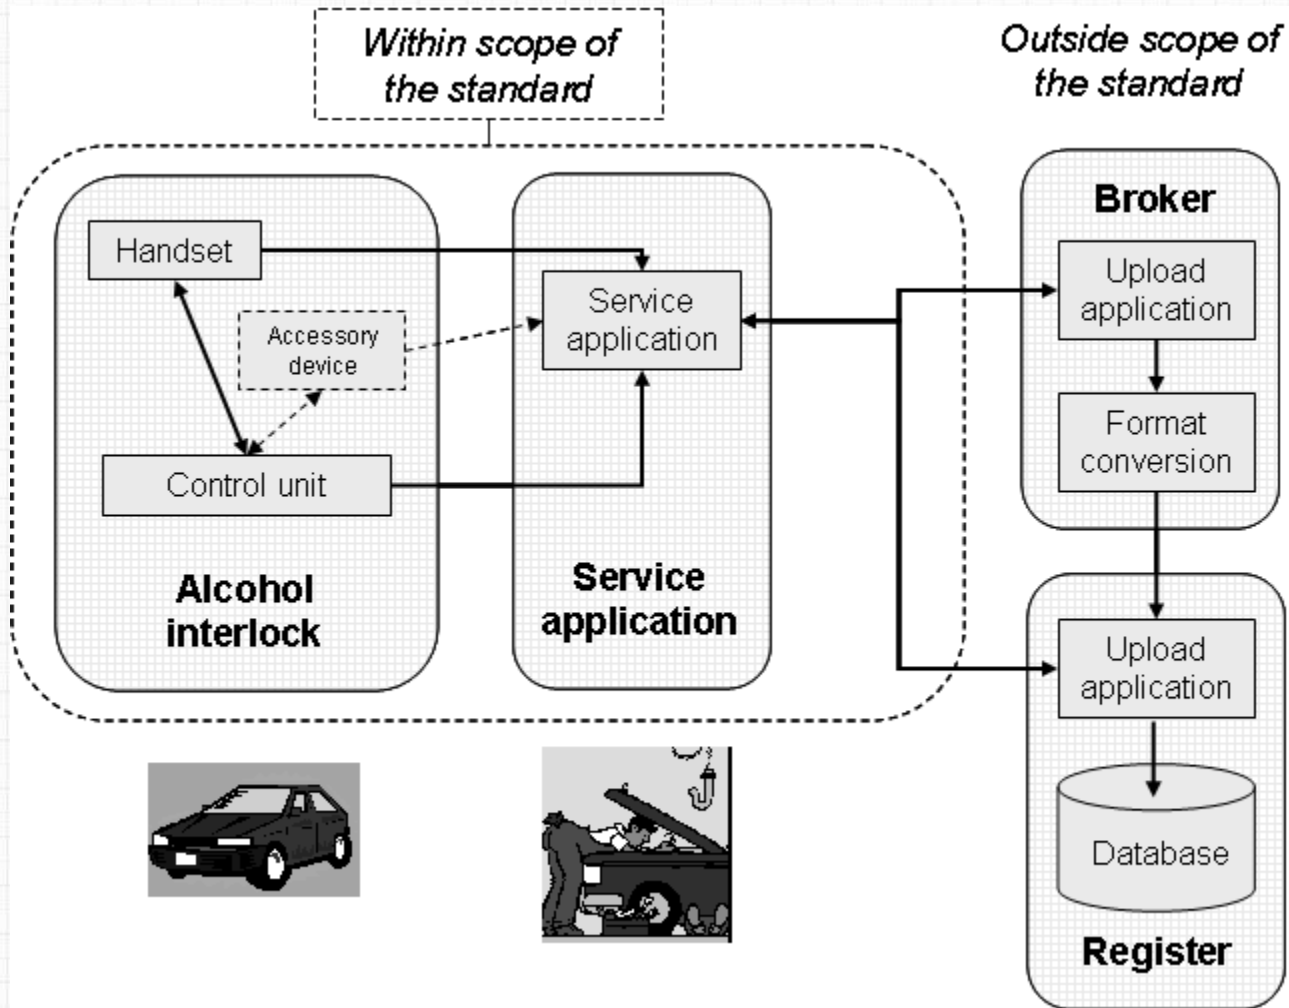 Within scope of
the standard
Outside scope of
the standard
Handset
Accessory
device
Control unit
Alcohol
interlock
Service
application
Service
application
Broker
Upload
application
Format
conversion
Upload
application
Database
Register